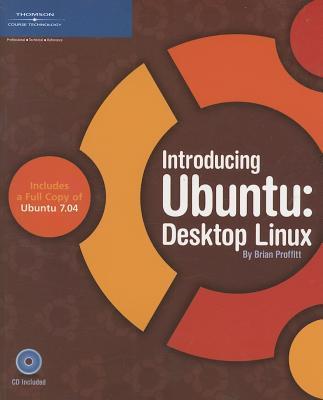 THOMSON
COURSE TECHNOLOGY
Professional ■ Technical ■ Reference
Includes
a Full Copy of
Ubuntu 7.04
Introducing
Ubuntu:
Desktop Linux
By Brian Proffitt
CD Included